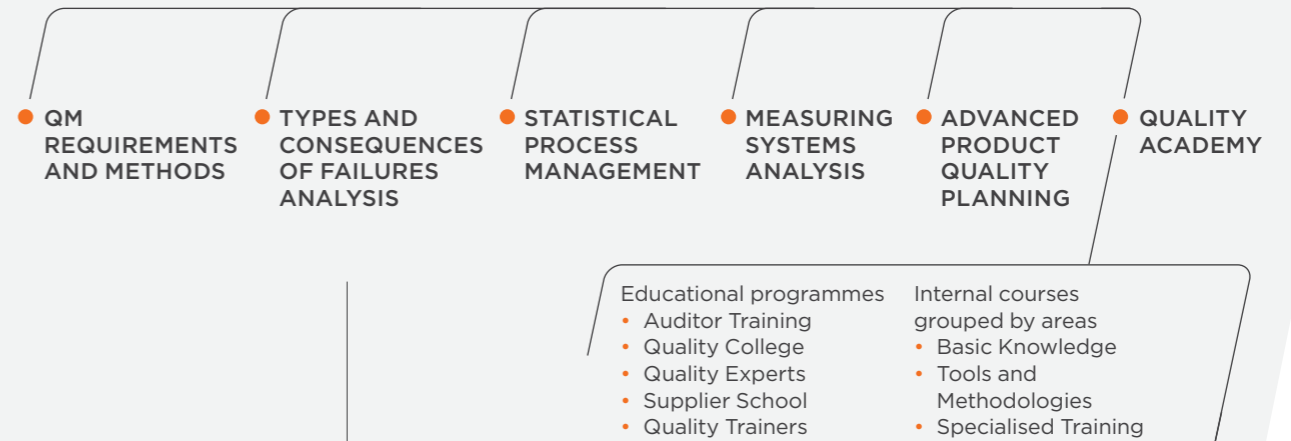 QM
REQUIREMENTS
AND METHODS
TYPES AND
CONSEQUENCES
OF FAILURES
ANALYSIS
STATISTICAL
PROCESS
MANAGEMENT
MEASURING
SYSTEMS
ANALYSIS
ADVANCED
PRODUCT
QUALITY
PLANNING
QUALITY
ACADEMY
Educational programmes
• Auditor Training
• Quality College
• Quality Experts
• Supplier School
• Quality Trainers
Internal courses
grouped by areas
• Basic Knowledge
• Tools and
Methodologies
• Specialised Training